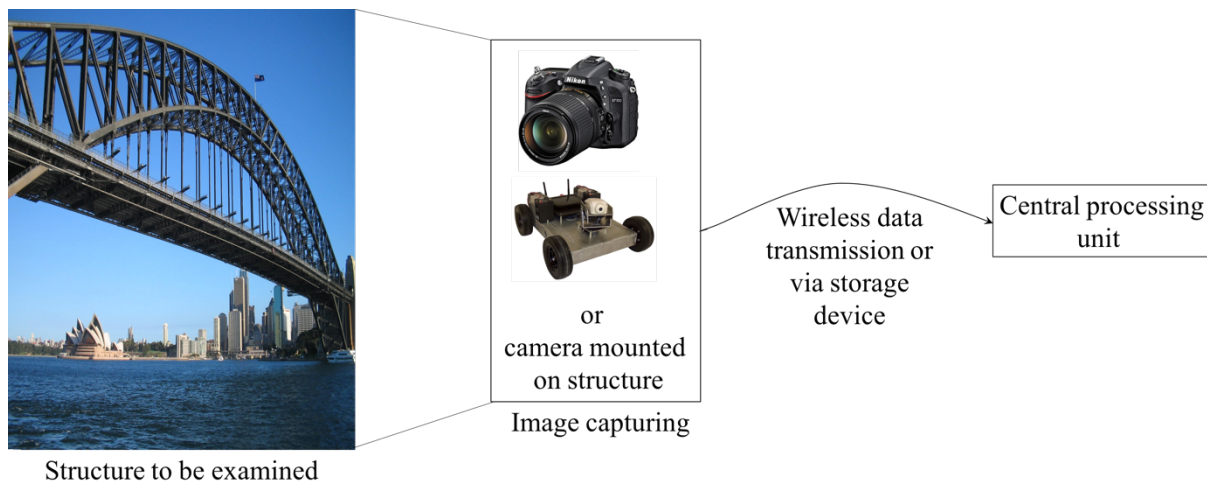 Nikon
or
camera mounted
on structure
Image capturing
Structure to be examined
Wireless data
transmission or
via storage
device
Central processing
unit